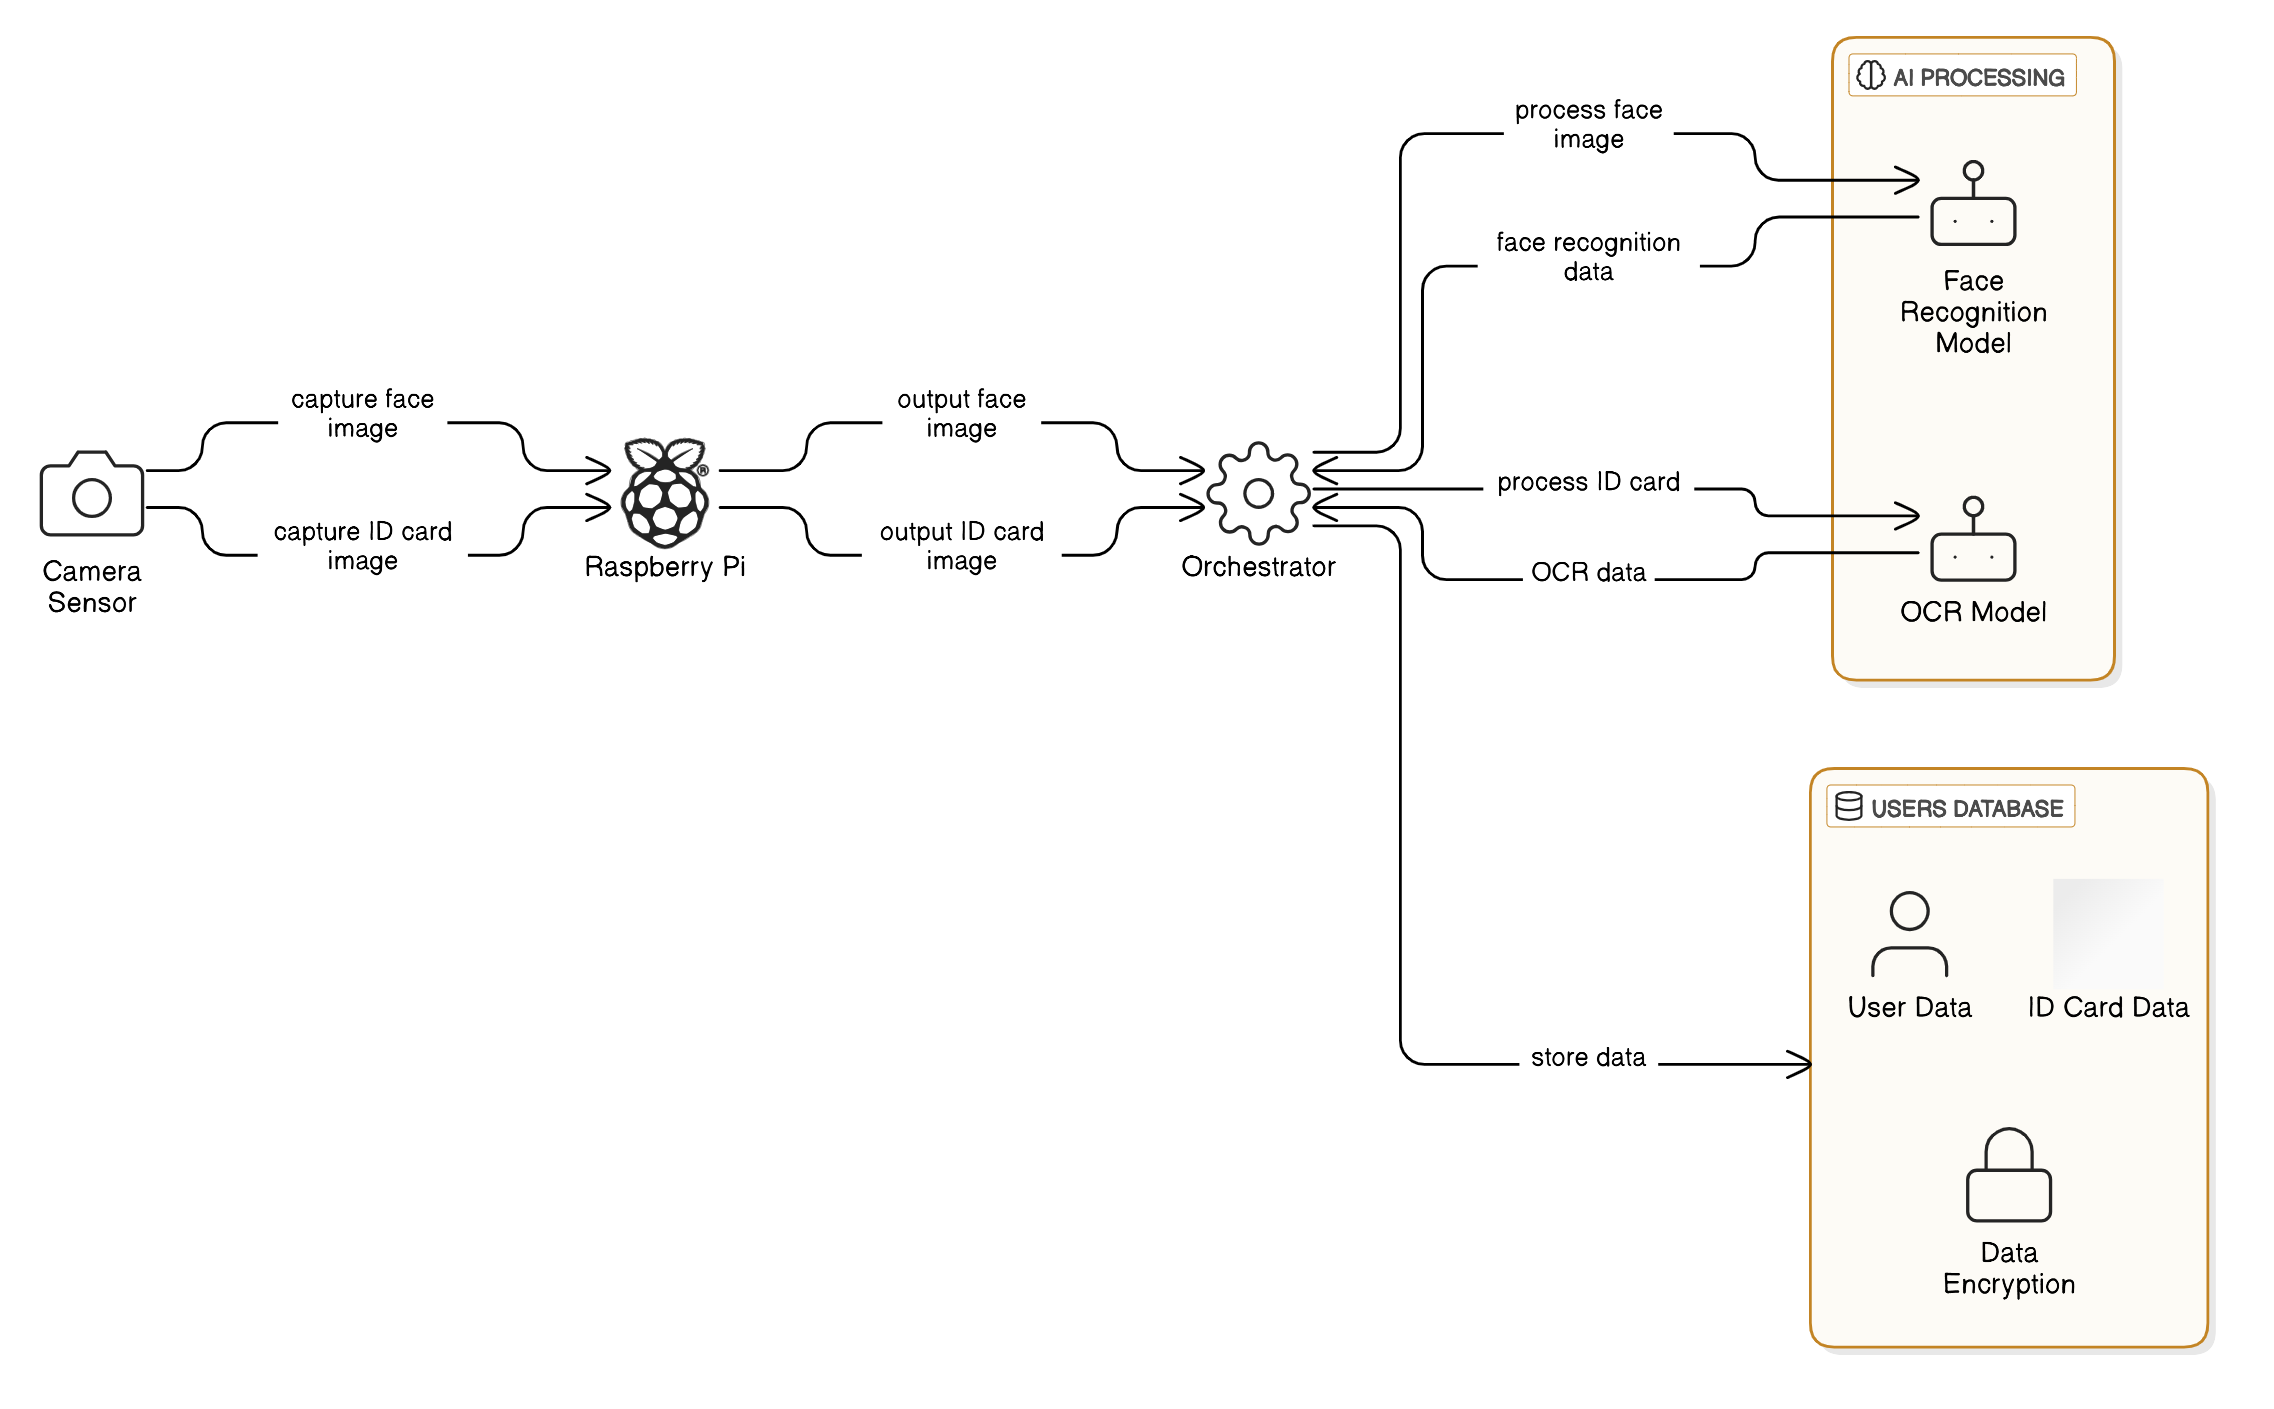 AI PROCESSING
process face
image
face recognition
data
Face
Recognition
Model
capture face
image
output face
image
process ID card
capture ID card
image
output ID card
image
Camera
Sensor
Raspberry Pi
®
Orchestrator
OCR data
OCR Model
USERS DATABASE
User Data
ID Card Data
store data
Data
Encryption